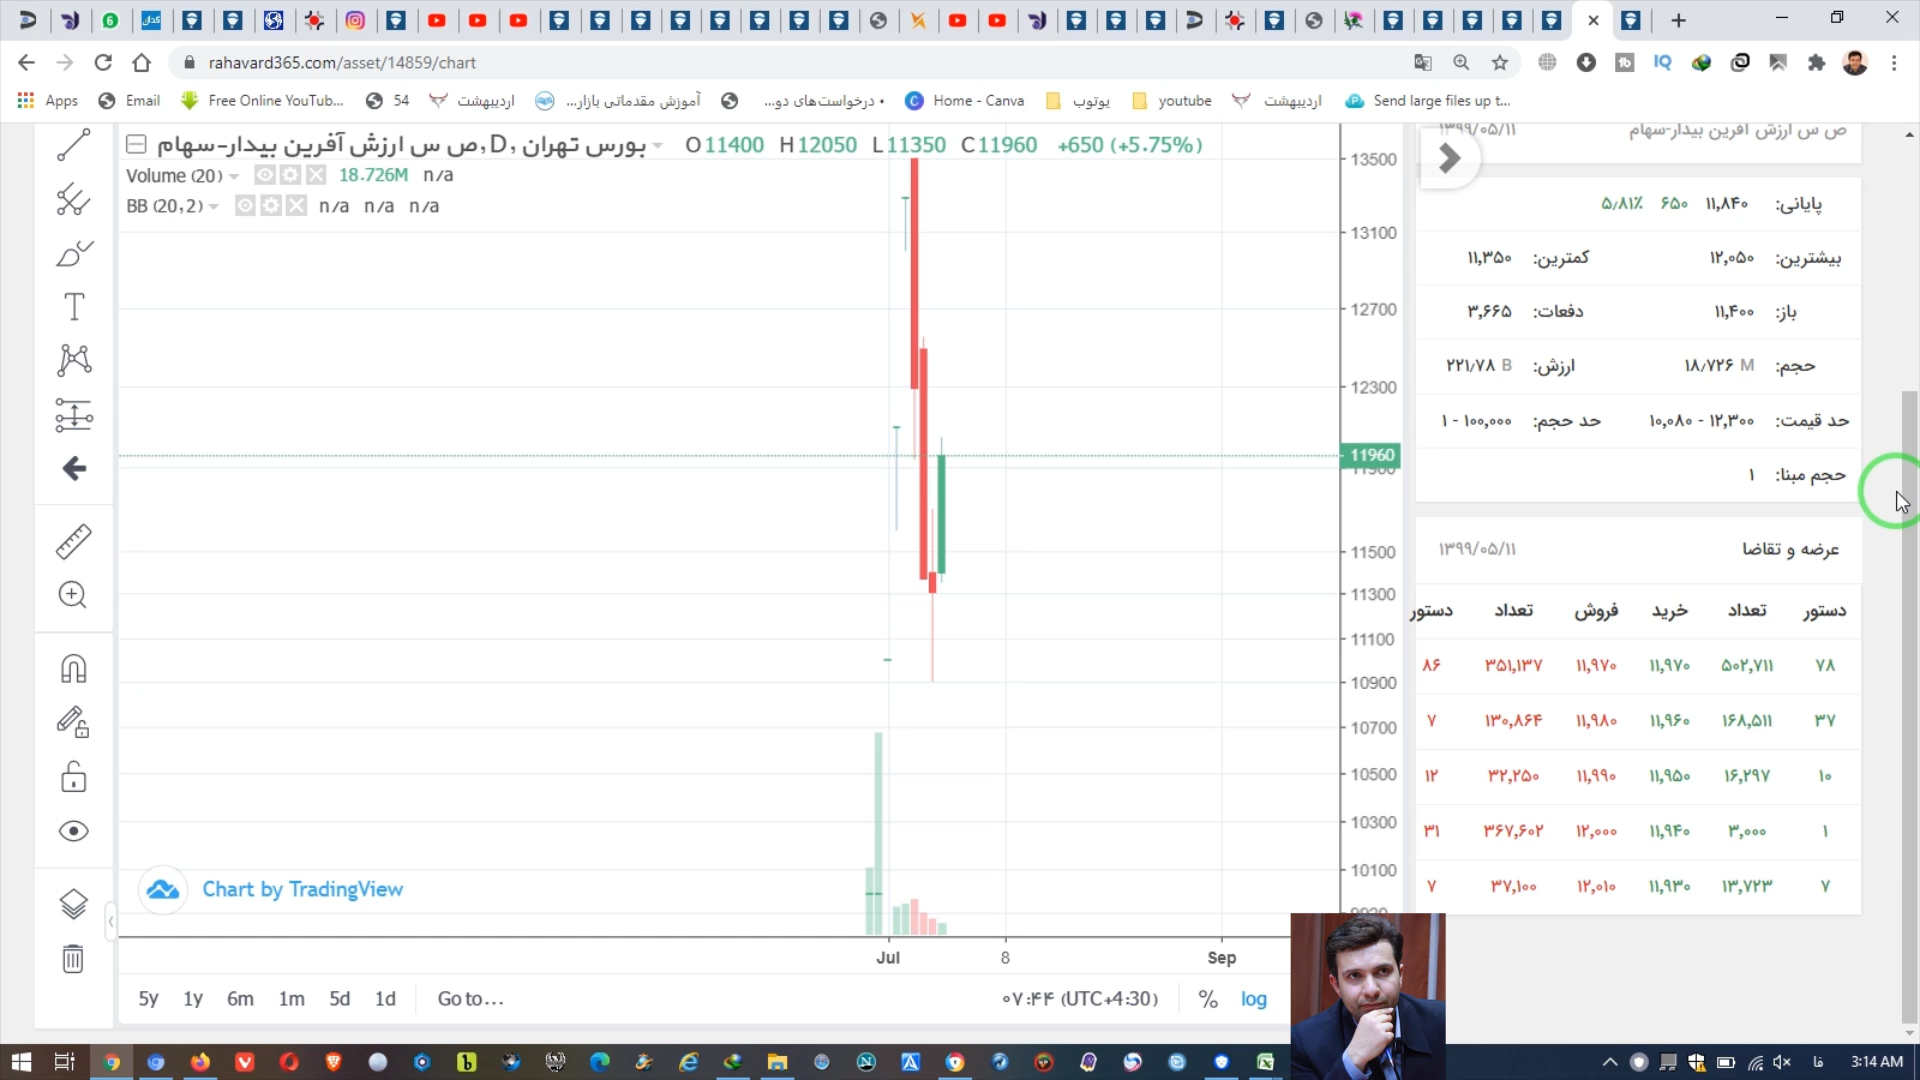 rahavard365.com/asset/14859/chart
Apps Email Free Online YouTub... 54 اردیبهشت آموزش مقدماتی بازار... درخواست‌های دو... Home - Canva یوتوب youtube اردیبهشت Send large files up t...
ص س ارزش آفرین بیدار-سهام, D, بورس تهران O11400 H12050 L11350 C11960 +650 (+5.75%)
Volume (20) 18.726M n/a
BB (20,2) n/a n/a n/a
13500
13100
12700
12300
11960
11500
11300
11100
10900
10700
10500
10300
10100
Chart by TradingView
Jul 8 Sep
5y 1y 6m 1m 5d 1d Go to... ۰۷:۴۴ (UTC+4:30) % log
ص س ارزش آفرین بیدار-سهام ۱۳۹۹/۰۵/۱۱
پایانی: ۱۱,۸۴۰ ۶۵۰ ۵٫۸۱٪
بیشترین: ۱۲,۰۵۰ کمترین: ۱۱,۳۵۰
باز: ۱۱,۴۰۰ دفعات: ۳,۶۶۵
حجم: ۱۸٫۷۲۶ M ارزش: ۲۲۱٫۷۸ B
حد قیمت: ۱۰,۰۸۰ - ۱۲,۳۰۰ حد حجم: ۱ - ۱۰۰,۰۰۰
حجم مبنا: ۱
عرضه و تقاضا ۱۳۹۹/۰۵/۱۱
دستور تعداد خرید فروش تعداد دستور
۷۸ ۵۰۲,۷۱۱ ۱۱,۹۷۰ ۱۱,۹۷۰ ۳۵۱,۱۳۷ ۸۶
۳۷ ۱۶۸,۵۱۱ ۱۱,۹۶۰ ۱۱,۹۸۰ ۱۳۰,۸۶۴ ۷
۱۰ ۱۶,۲۹۷ ۱۱,۹۵۰ ۱۱,۹۹۰ ۳۲,۲۵۰ ۱۲
۱ ۳,۰۰۰ ۱۱,۹۴۰ ۱۲,۰۰۰ ۳۶۷,۶۰۲ ۳۱
۷ ۱۳,۷۲۳ ۱۱,۹۳۰ ۱۲,۰۱۰ ۳۷,۱۰۰ ۷
فا 3:14 AM